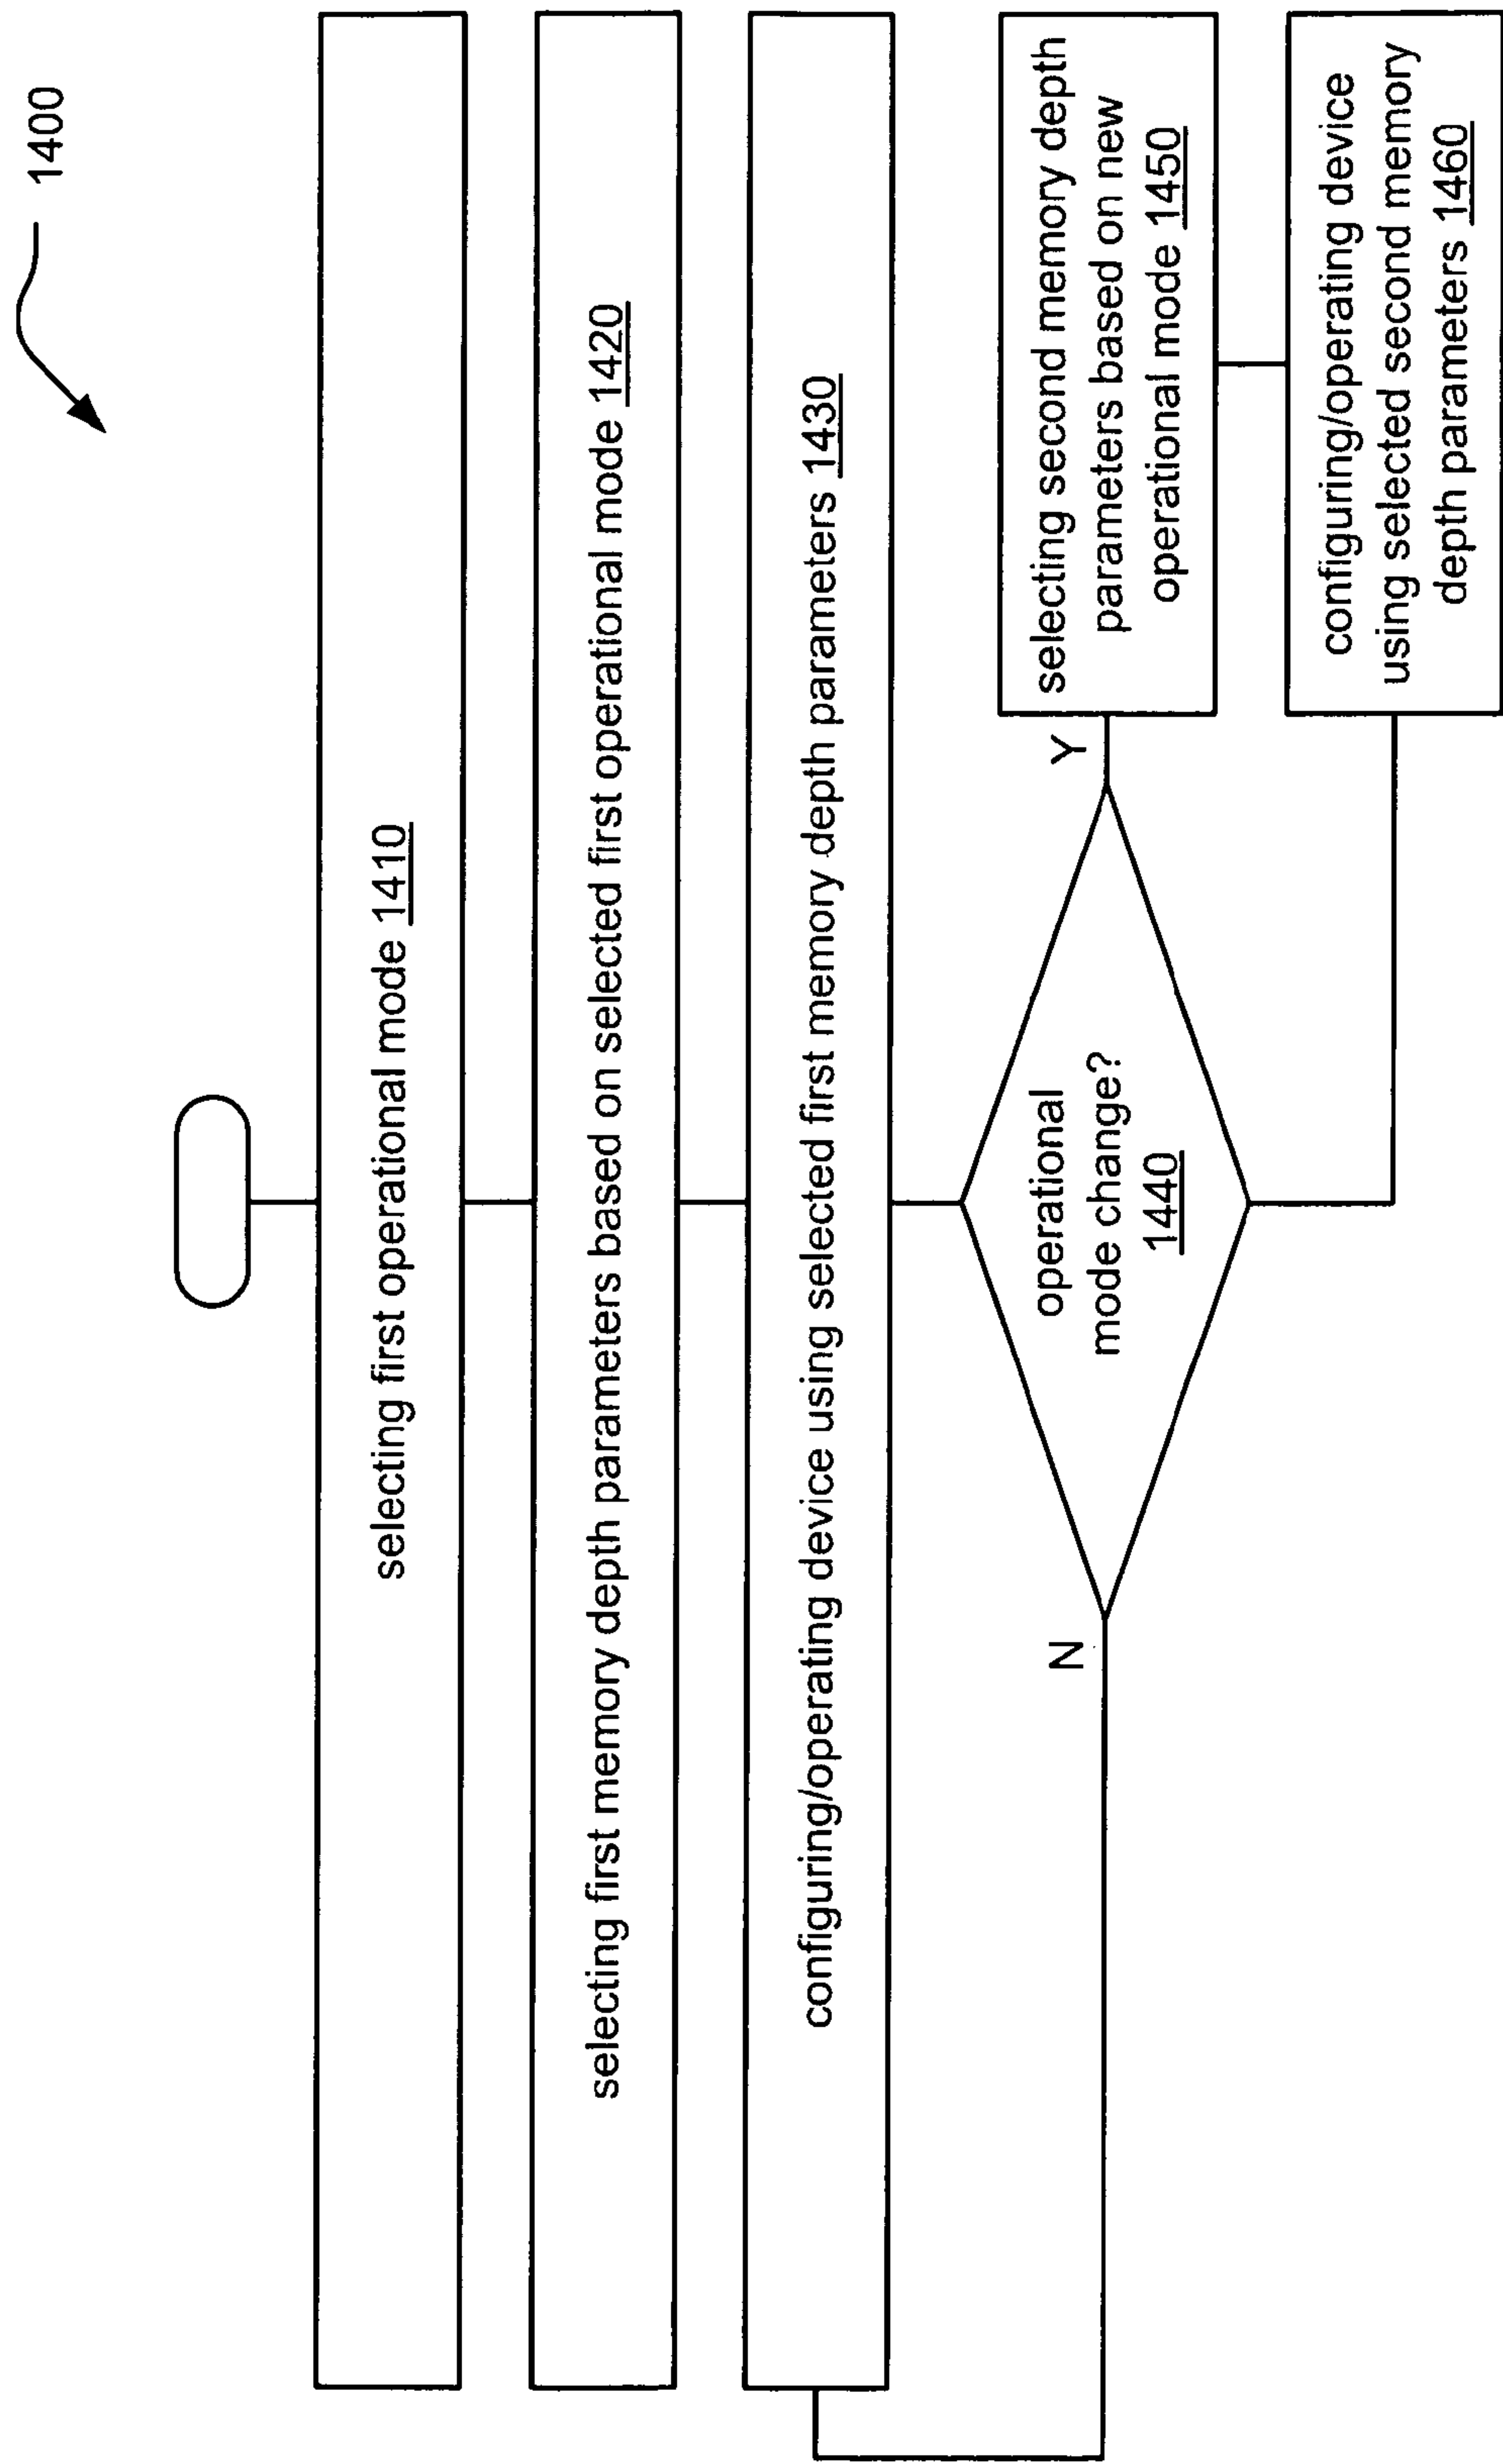 1400
selecting first operational mode 1410
selecting first memory depth parameters based on selected first operational mode 1420
configuring/operating device using selected first memory depth parameters 1430
operational
mode change?
1440
N
Y
selecting second memory depth
parameters based on new
operational mode 1450
configuring/operating device
using selected second memory
depth parameters 1460